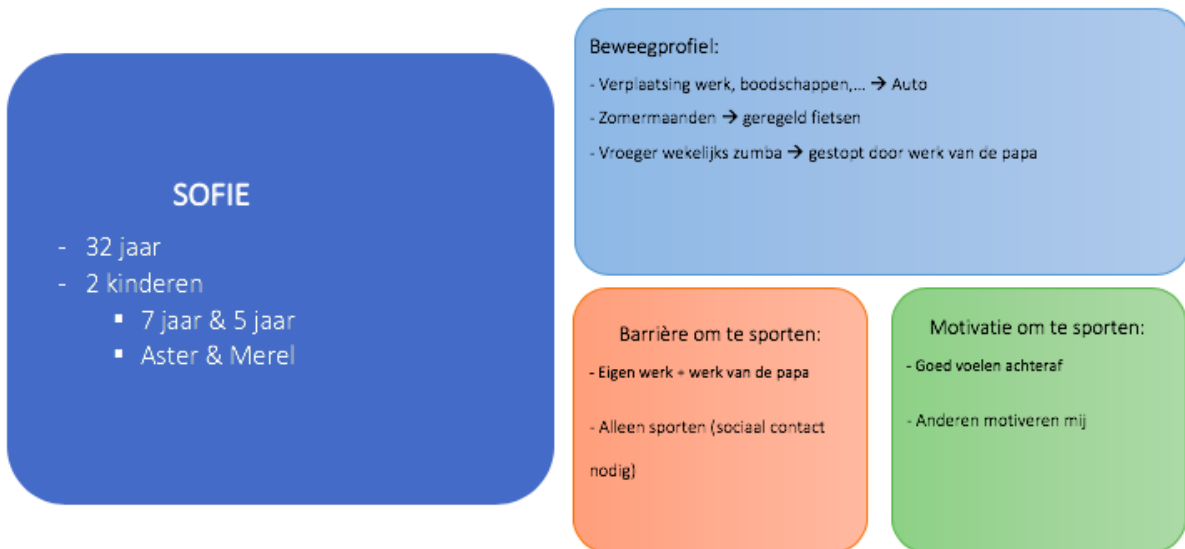 SOFIE
- 32 jaar
- 2 kinderen
▪ 7 jaar & 5 jaar
▪ Aster & Merel
Beweegprofiel:
- Verplaatsing werk, boodschappen,... → Auto
- Zomermaanden → geregeld fietsen
- Vroeger wekelijks zumba → gestopt door werk van de papa
Barrière om te sporten:
- Eigen werk + werk van de papa
- Alleen sporten (sociaal contact
nodig)
Motivatie om te sporten:
- Goed voelen achteraf
- Anderen motiveren mij